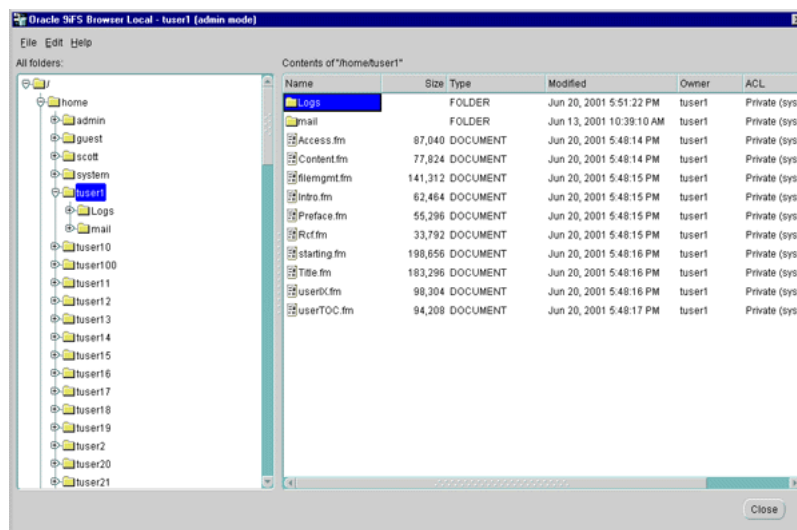 Oracle 9iFS Browser Local - tuser1 (admin mode)
File Edit Help
All folders:
/
home
admin
guest
scott
system
tuser1
Logs
mail
tuser10
tuser100
tuser11
tuser12
tuser13
tuser14
tuser15
tuser16
tuser17
tuser18
tuser19
tuser2
tuser20
tuser21
Contents of "/home/tuser1"
Name Size Type Modified Owner ACL
Logs FOLDER Jun 20, 2001 5:51:22 PM tuser1 Private (sys
mail FOLDER Jun 13, 2001 10:39:10 AM tuser1 Private (sys
Access.fm 87,040 DOCUMENT Jun 20, 2001 5:48:14 PM tuser1 Private (sys
Content.fm 77,824 DOCUMENT Jun 20, 2001 5:48:14 PM tuser1 Private (sys
filemgmt.fm 141,312 DOCUMENT Jun 20, 2001 5:48:15 PM tuser1 Private (sys
Intro.fm 62,464 DOCUMENT Jun 20, 2001 5:48:15 PM tuser1 Private (sys
Preface.fm 55,296 DOCUMENT Jun 20, 2001 5:48:15 PM tuser1 Private (sys
Rcf.fm 33,792 DOCUMENT Jun 20, 2001 5:48:15 PM tuser1 Private (sys
starting.fm 198,656 DOCUMENT Jun 20, 2001 5:48:16 PM tuser1 Private (sys
Title.fm 183,296 DOCUMENT Jun 20, 2001 5:48:16 PM tuser1 Private (sys
userIX.fm 98,304 DOCUMENT Jun 20, 2001 5:48:16 PM tuser1 Private (sys
userTOC.fm 94,208 DOCUMENT Jun 20, 2001 5:48:17 PM tuser1 Private (sys
Close